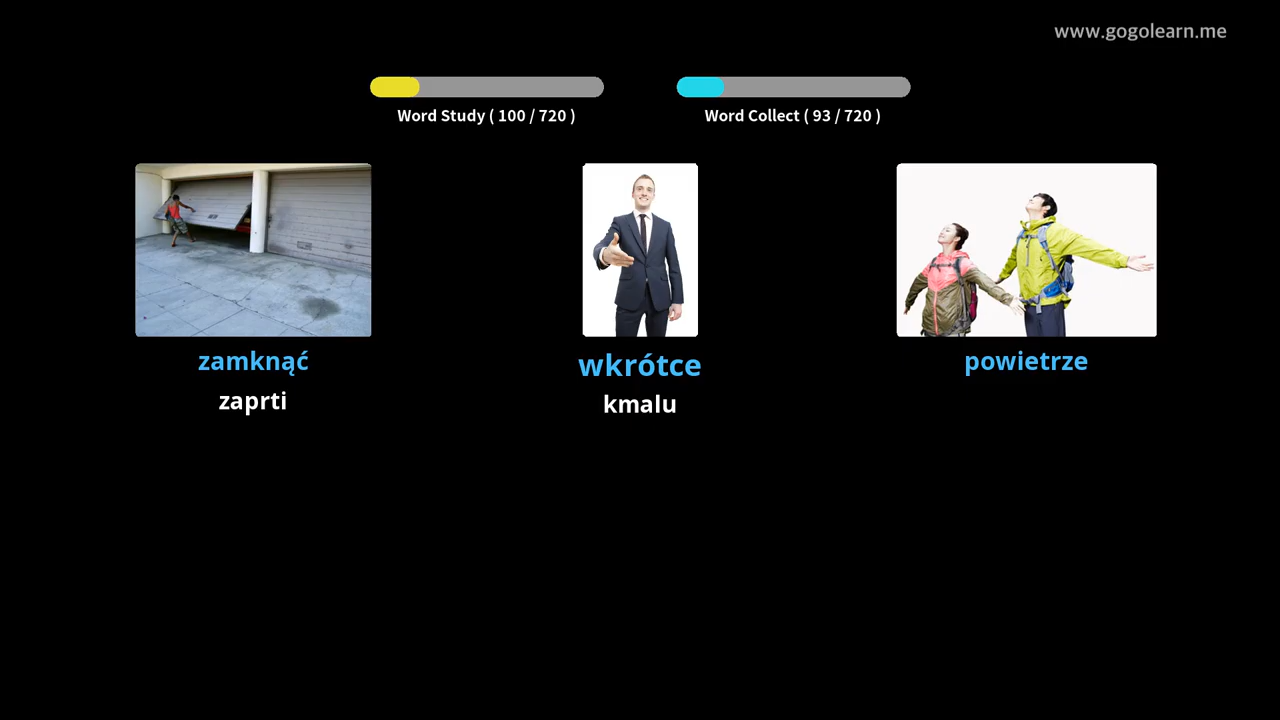 www.gogolearn.me
Word Study ( 100 / 720 )
Word Collect ( 93 / 720 )
zamknąć
wkrótce
powietrze
zaprti
kmalu